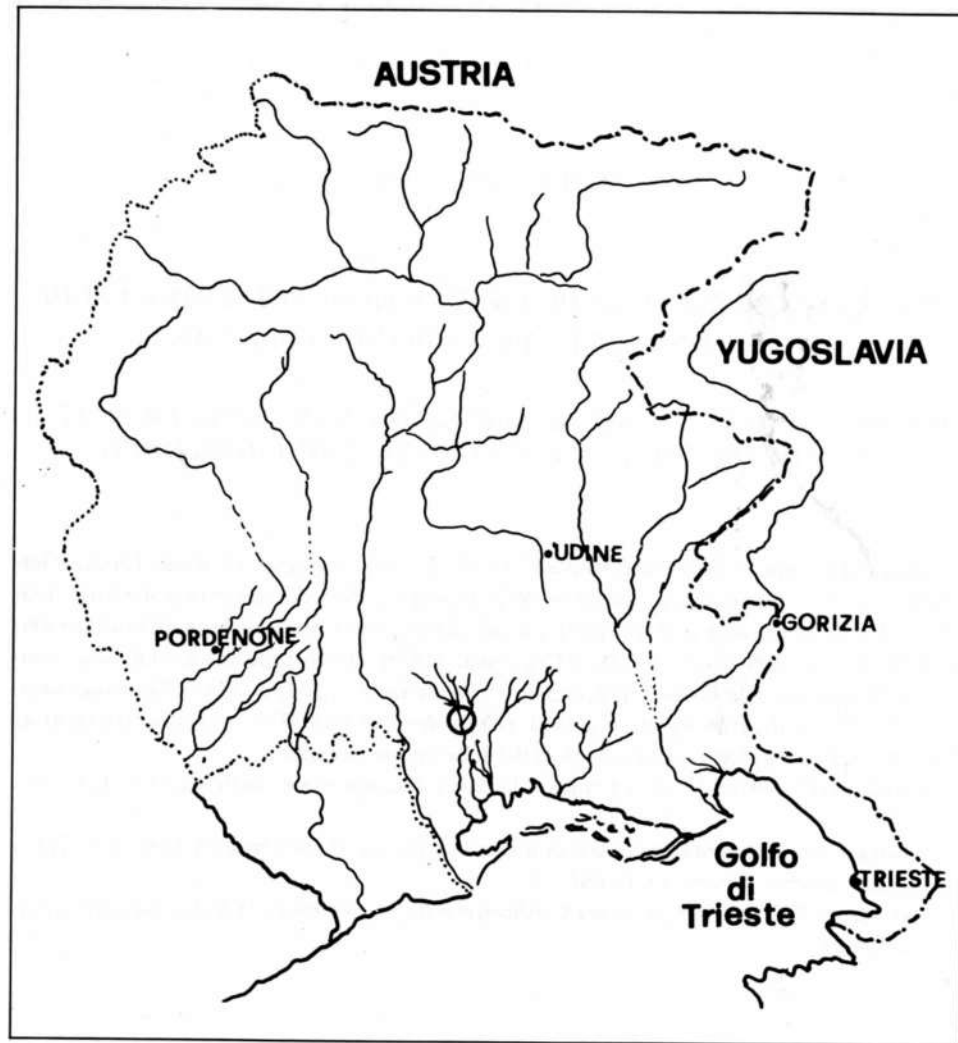 AUSTRIA
YUGOSLAVIA
UDINE
PORDENONE
GORIZIA
Golfo
di
Trieste
TRIESTE